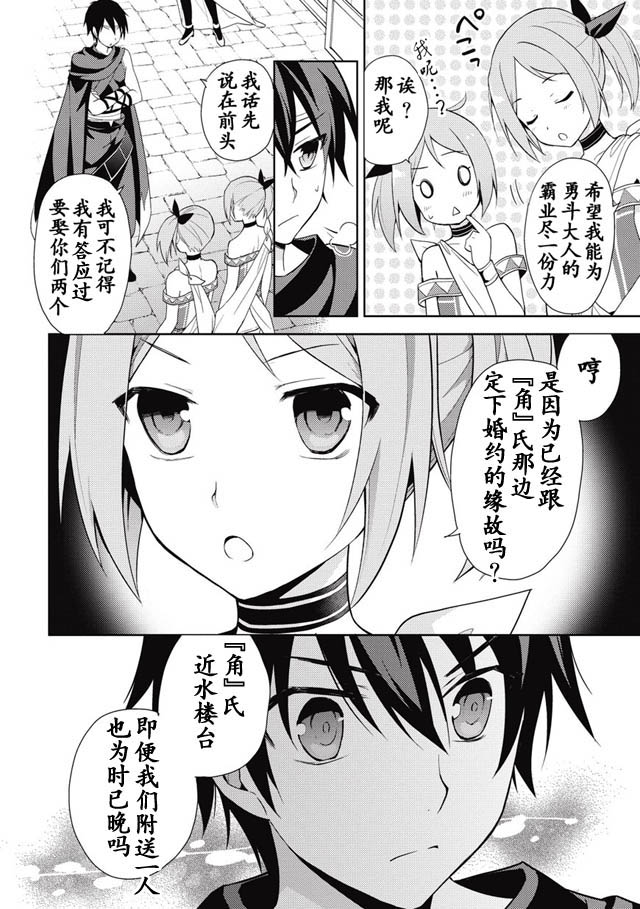 ぺこっ
希望我能为
勇斗大人的
霸业尽一份力
诶？
那我呢
我呢…？
我话先
说在前头
我可不记得
我有答应过
要娶你们两个
哼
是因为已经跟
『角』氏那边
定下婚约的缘故吗？
『角』氏
近水楼台
即便我们附送一人
也为时已晚吗